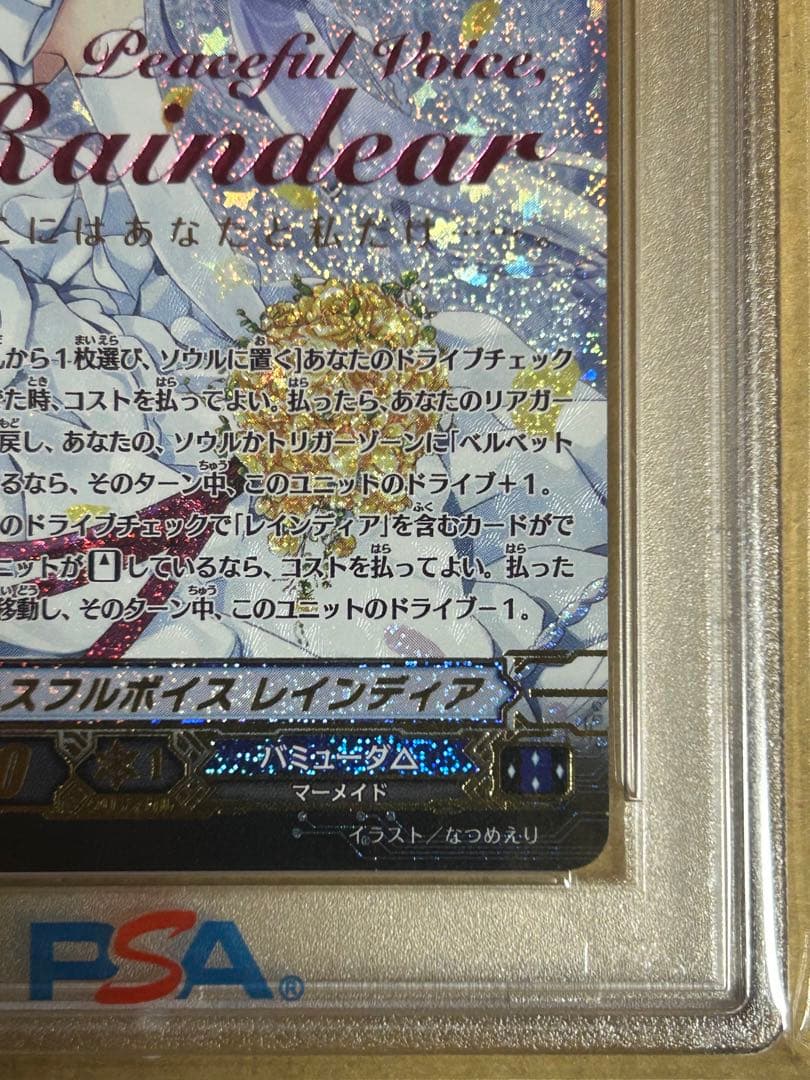 Peaceful Voice,
Raindear
こにはあなたと私だけ……。
から1枚選び、ソウルに置く]あなたのドライブチェック
た時、コストを払ってよい。払ったら、あなたのリアガー
戻し、あなたの、ソウルかトリガーゾーンに「ベルベット
るなら、そのターン中、このユニットのドライブ+1。
のドライブチェックで「レインディア」を含むカードがで
ニットが しているなら、コストを払ってよい。払った
移動し、そのターン中、このユニットのドライブ-1。
スフルボイス レインディア
0 1 バミューダ△
マーメイド
イラスト/なつめえり
PSA®